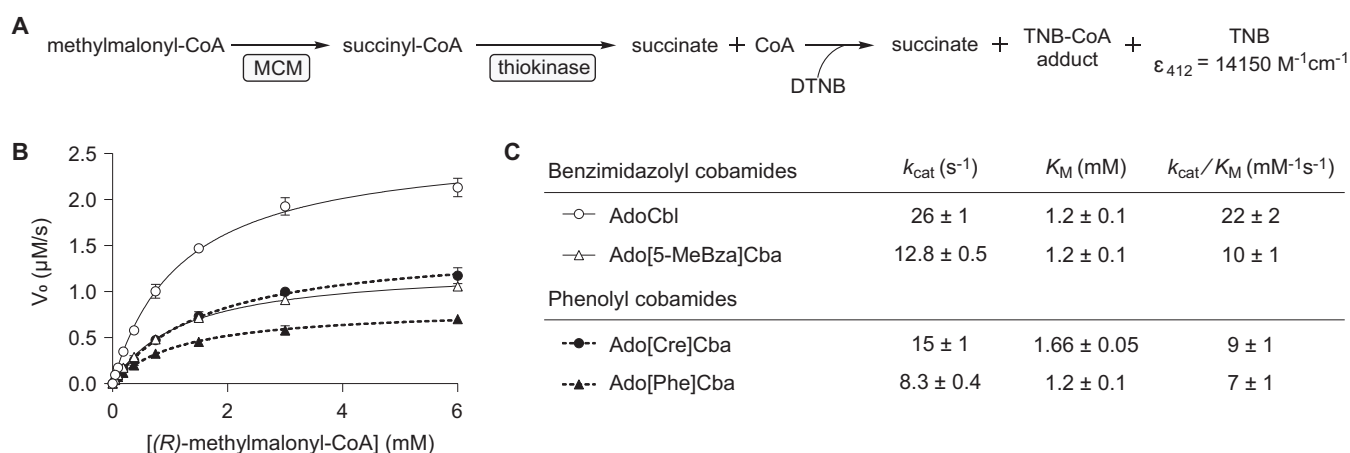 A
methylmalonyl-CoA → succinyl-CoA → succinate + CoA → succinate + TNB-CoA adduct + TNB
ε412 = 14150 M-1cm-1
MCM
thiokinase
DTNB
B
2.5
2.0
1.5
1.0
0.5
0.0
V₀ (µM/s)
0 2 4 6
[(R)-methylmalonyl-CoA] (mM)
C
Benzimidazolyl cobamides kcat (s-1) KM (mM) kcat/KM (mM-1s-1)
AdoCbl 26 ± 1 1.2 ± 0.1 22 ± 2
Ado[5-MeBza]Cba 12.8 ± 0.5 1.2 ± 0.1 10 ± 1
Phenolyl cobamides
Ado[Cre]Cba 15 ± 1 1.66 ± 0.05 9 ± 1
Ado[Phe]Cba 8.3 ± 0.4 1.2 ± 0.1 7 ± 1